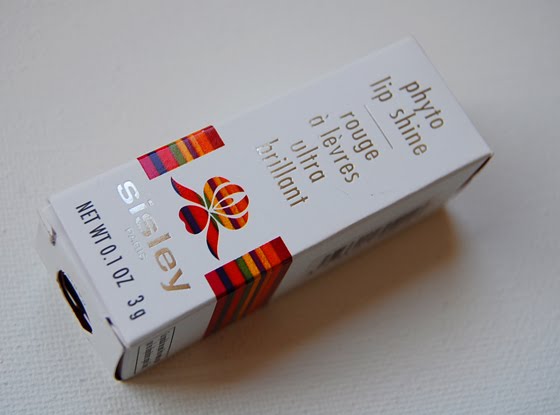 phyto
lip shine
rouge
à lèvres
ultra
brillant
sisley
PARIS
NET WT 0.1 OZ 3 g